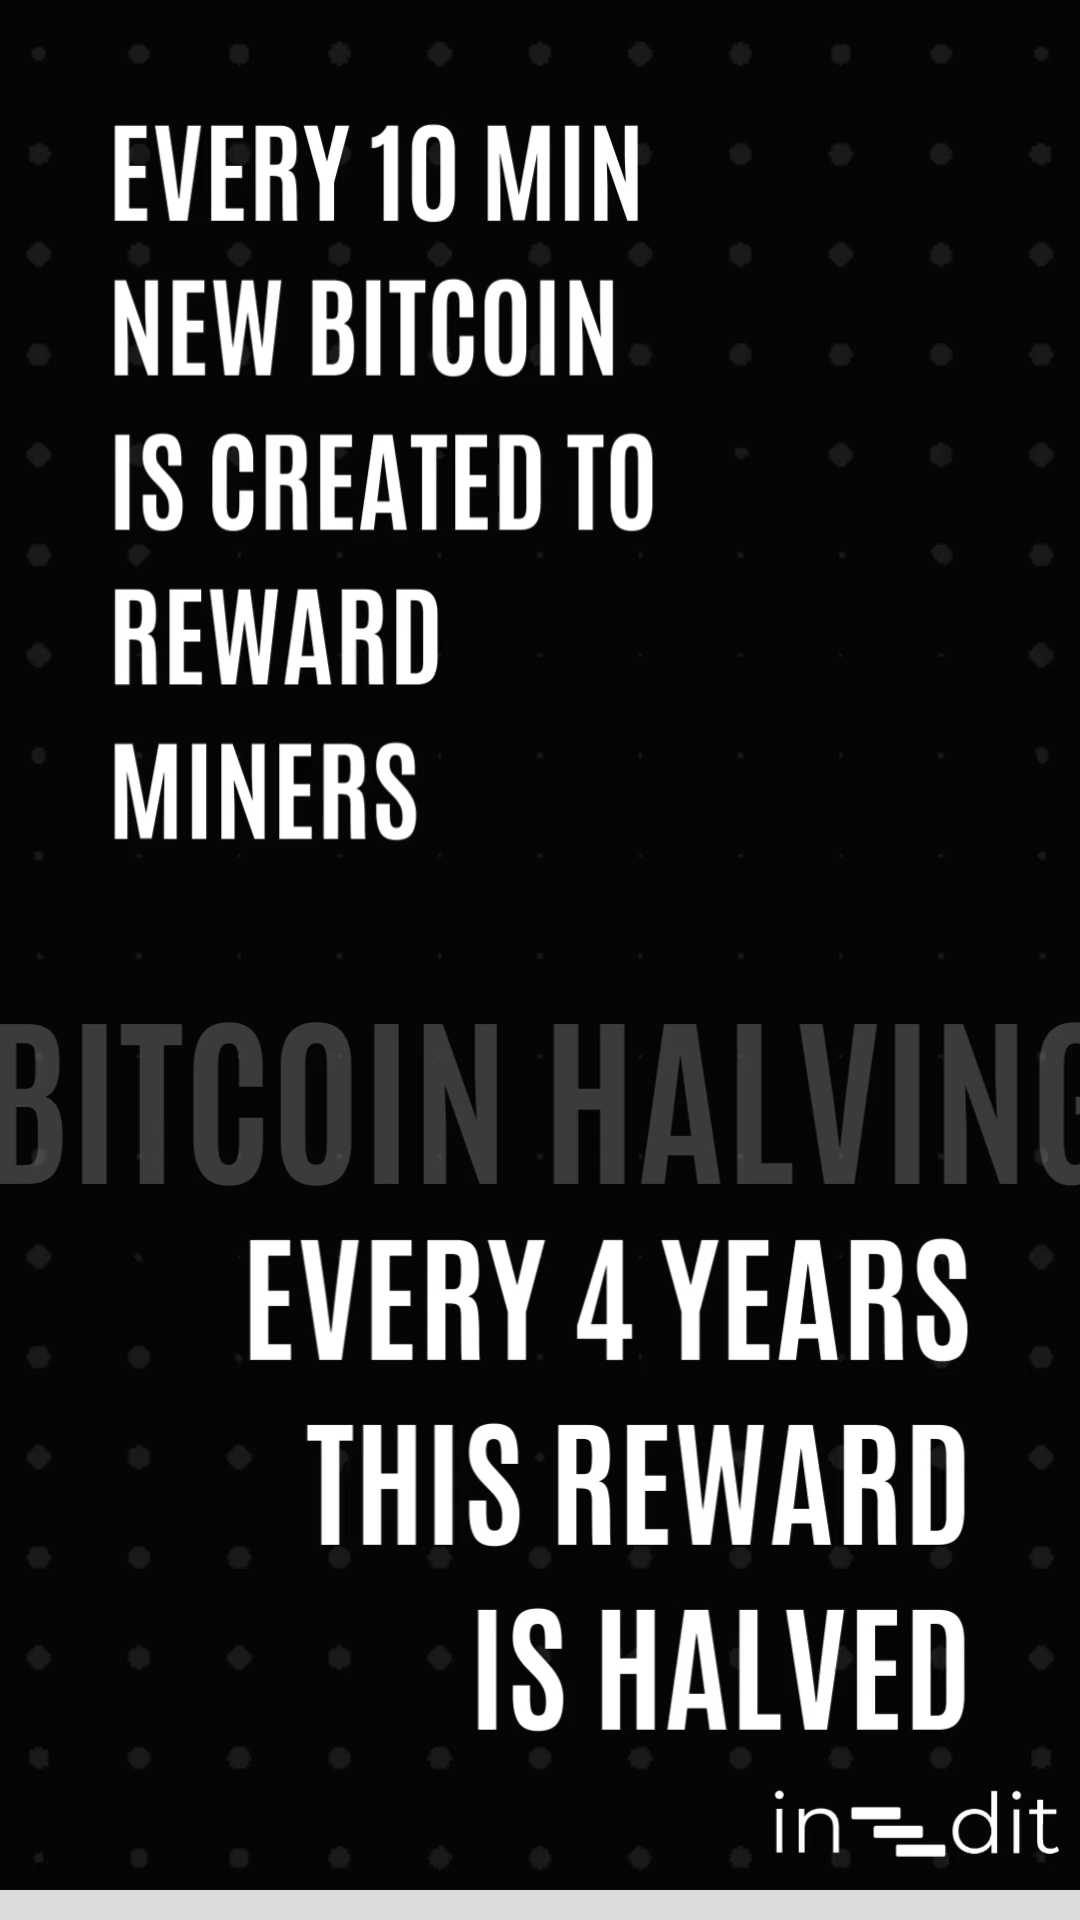 EVERY 10 MIN
NEW BITCOIN
IS CREATED TO
REWARD
MINERS
BITCOIN HALVING
EVERY 4 YEARS
THIS REWARD
IS HALVED
in dit